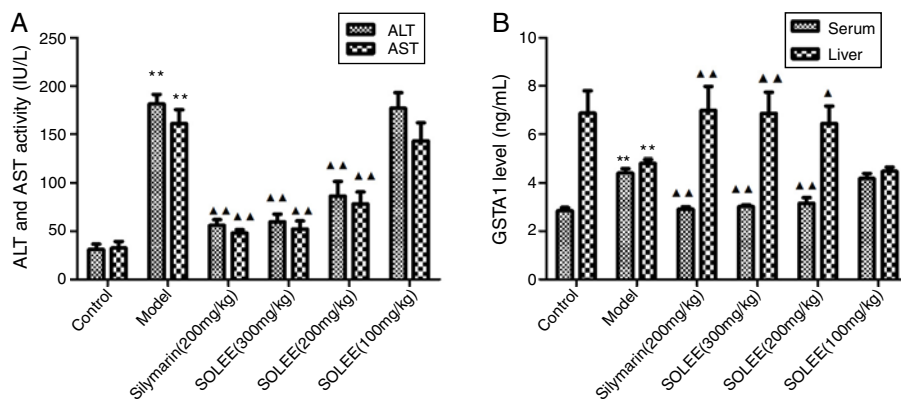 A
ALT and AST activity (IU/L)
250
200
150
100
50
0
ALT
AST
**
**
▲▲
▲▲
▲▲
▲▲
▲▲
▲▲
Control
Model
Silymarin(200mg/kg)
SOLEE(300mg/kg)
SOLEE(200mg/kg)
SOLEE(100mg/kg)
B
GSTA1 level (ng/mL)
10
8
6
4
2
0
Serum
Liver
**
**
▲▲
▲▲
▲▲
▲▲
▲▲
▲
Control
Model
Silymarin(200mg/kg)
SOLEE(300mg/kg)
SOLEE(200mg/kg)
SOLEE(100mg/kg)